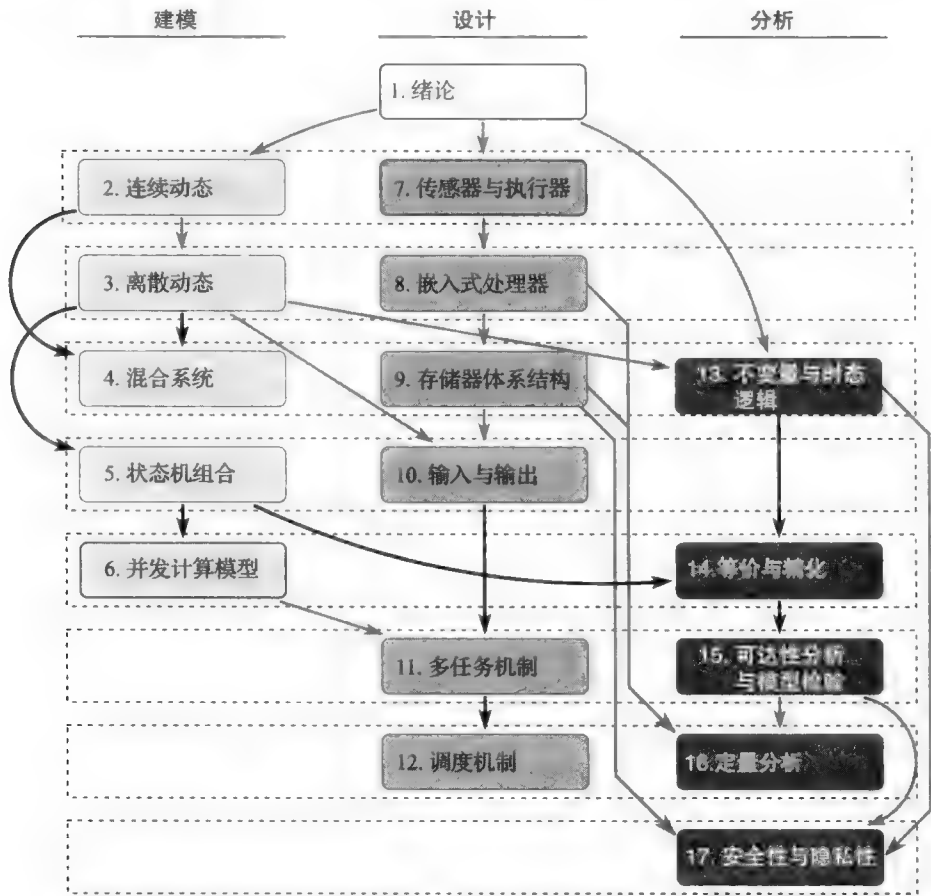 建模
设计
分析
1. 绪论
2. 连续动态
7. 传感器与执行器
3. 离散动态
8. 嵌入式处理器
4. 混合系统
9. 存储器体系结构
13. 不变量与时态
逻辑
5. 状态机组合
10. 输入与输出
6. 并发计算模型
14. 等价与精化
11. 多任务机制
15. 可达性分析
与模型检验
12. 调度机制
16. 定量分析
17. 安全性与隐私性